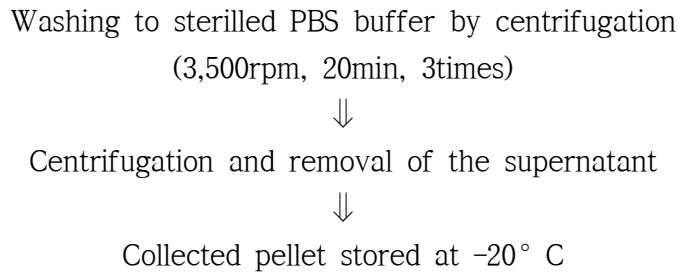 Washing to sterilled PBS buffer by centrifugation
(3,500rpm, 20min, 3times)
⇓
Centrifugation and removal of the supernatant
⇓
Collected pellet stored at -20° C